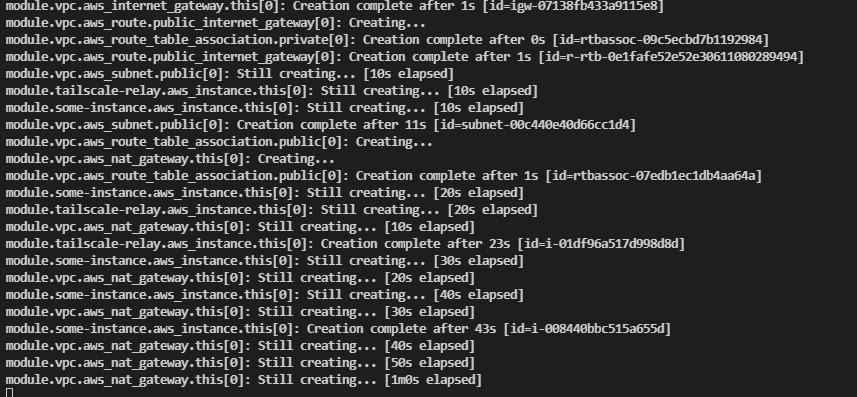 module.vpc.aws_internet_gateway.this[0]: Creation complete after 1s [id=igw-07138fb433a9115e8]
module.vpc.aws_route.public_internet_gateway[0]: Creating...
module.vpc.aws_route_table_association.private[0]: Creation complete after 0s [id=rtbassoc-09c5ecbd7b1192984]
module.vpc.aws_route.public_internet_gateway[0]: Creation complete after 1s [id=r-rtb-0e1fafe52e52e30611080289494]
module.vpc.aws_subnet.public[0]: Still creating... [10s elapsed]
module.tailscale-relay.aws_instance.this[0]: Still creating... [10s elapsed]
module.some-instance.aws_instance.this[0]: Still creating... [10s elapsed]
module.vpc.aws_subnet.public[0]: Creation complete after 11s [id=subnet-00c440e40d66cc1d4]
module.vpc.aws_route_table_association.public[0]: Creating...
module.vpc.aws_nat_gateway.this[0]: Creating...
module.vpc.aws_route_table_association.public[0]: Creation complete after 1s [id=rtbassoc-07edb1ec1db4aa64a]
module.some-instance.aws_instance.this[0]: Still creating... [20s elapsed]
module.tailscale-relay.aws_instance.this[0]: Still creating... [20s elapsed]
module.vpc.aws_nat_gateway.this[0]: Still creating... [10s elapsed]
module.tailscale-relay.aws_instance.this[0]: Creation complete after 23s [id=i-01df96a517d998d8d]
module.some-instance.aws_instance.this[0]: Still creating... [30s elapsed]
module.vpc.aws_nat_gateway.this[0]: Still creating... [20s elapsed]
module.some-instance.aws_instance.this[0]: Still creating... [40s elapsed]
module.vpc.aws_nat_gateway.this[0]: Still creating... [30s elapsed]
module.some-instance.aws_instance.this[0]: Creation complete after 43s [id=i-008440bbc515a655d]
module.vpc.aws_nat_gateway.this[0]: Still creating... [40s elapsed]
module.vpc.aws_nat_gateway.this[0]: Still creating... [50s elapsed]
module.vpc.aws_nat_gateway.this[0]: Still creating... [1m0s elapsed]